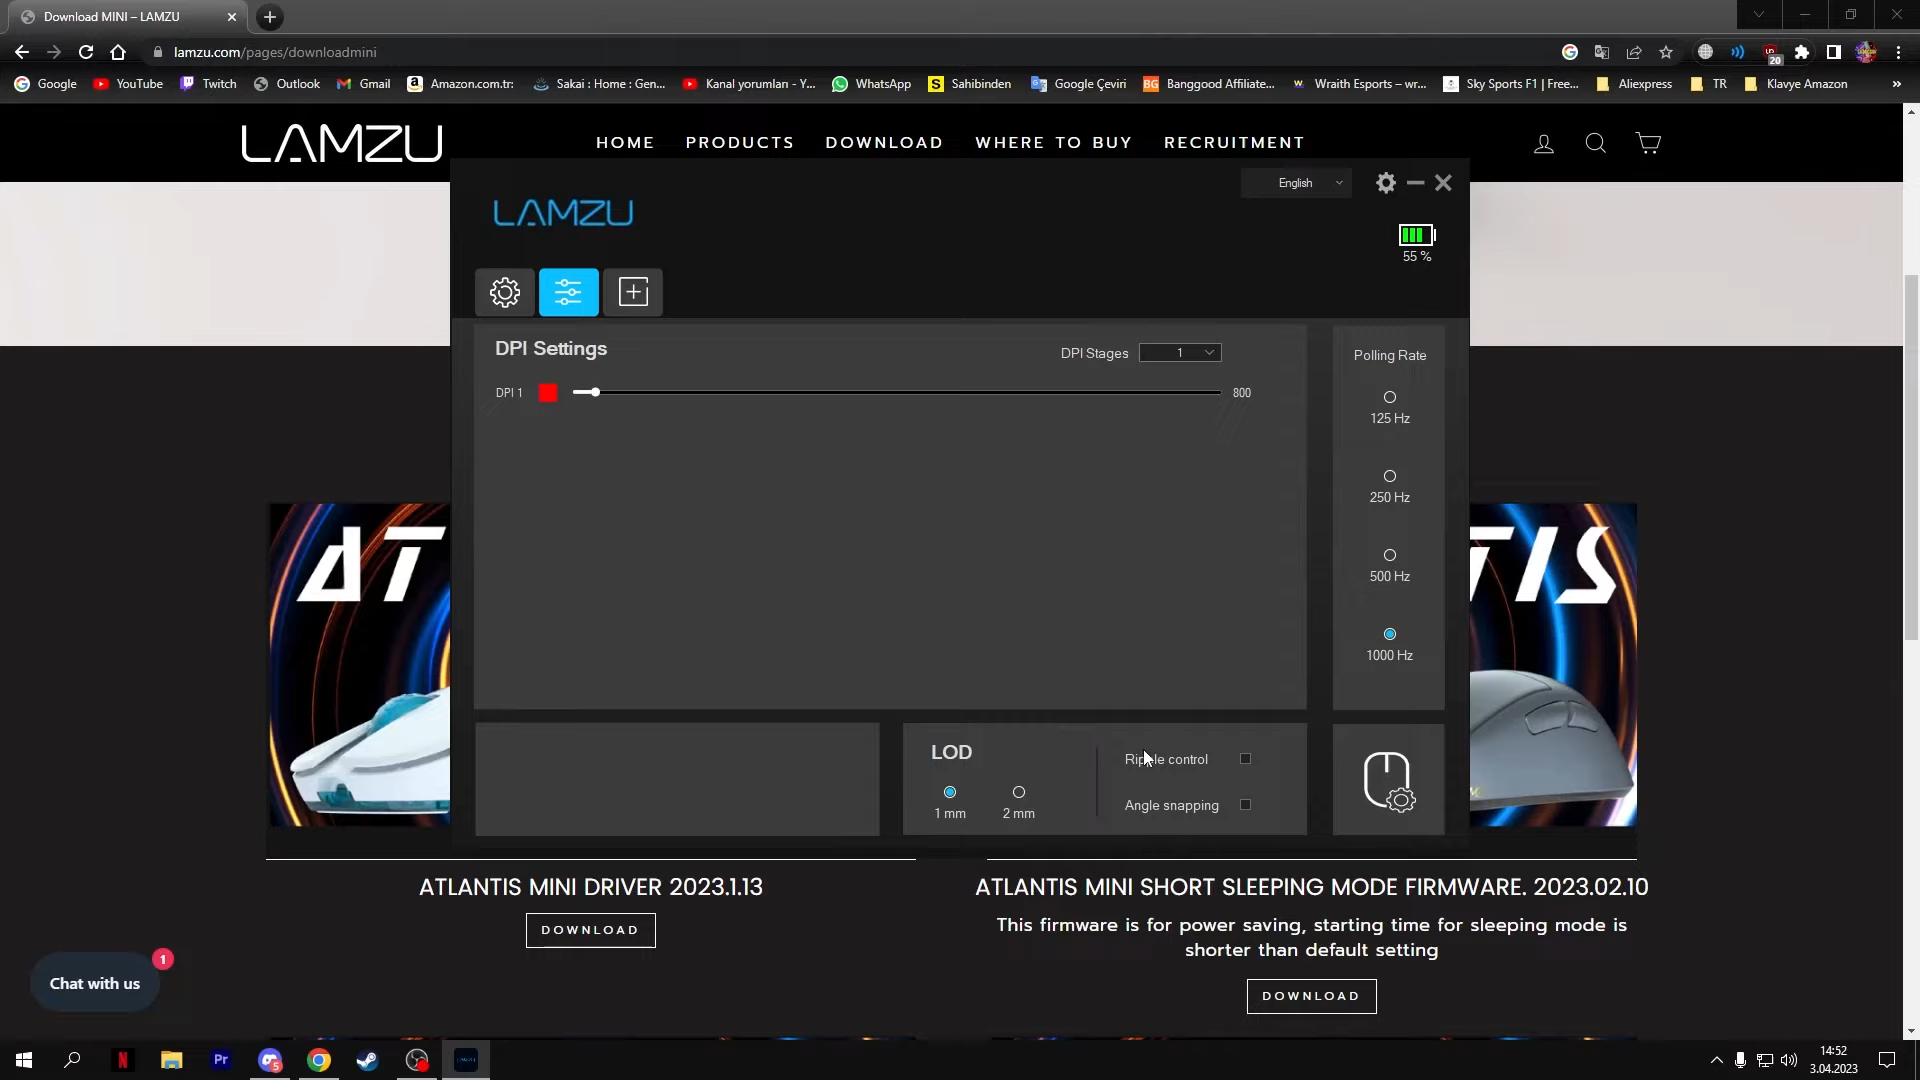 Download MINI – LAMZU
lamzu.com/pages/downloadmini
20
Google
YouTube
Twitch
Outlook
Gmail
Amazon.com.tr:
Sakai : Home : Gen...
Kanal yorumları - Y...
WhatsApp
Sahibinden
Google Çeviri
Banggood Affiliate...
Wraith Esports – wr...
Sky Sports F1 | Free...
Aliexpress
TR
Klavye Amazon
»
LAMZU
HOME
PRODUCTS
DOWNLOAD
WHERE TO BUY
RECRUITMENT
English
LAMZU
55 %
DPI Settings
DPI Stages
1
DPI 1
800
Polling Rate
125 Hz
250 Hz
500 Hz
1000 Hz
LOD
1 mm
2 mm
Ripple control
Angle snapping
AT
TIS
ATLANTIS MINI DRIVER 2023.1.13
DOWNLOAD
ATLANTIS MINI SHORT SLEEPING MODE FIRMWARE. 2023.02.10
This firmware is for power saving, starting time for sleeping mode is
shorter than default setting
DOWNLOAD
Chat with us
1
N
Pr
5
LAMZU
14:52
3.04.2023